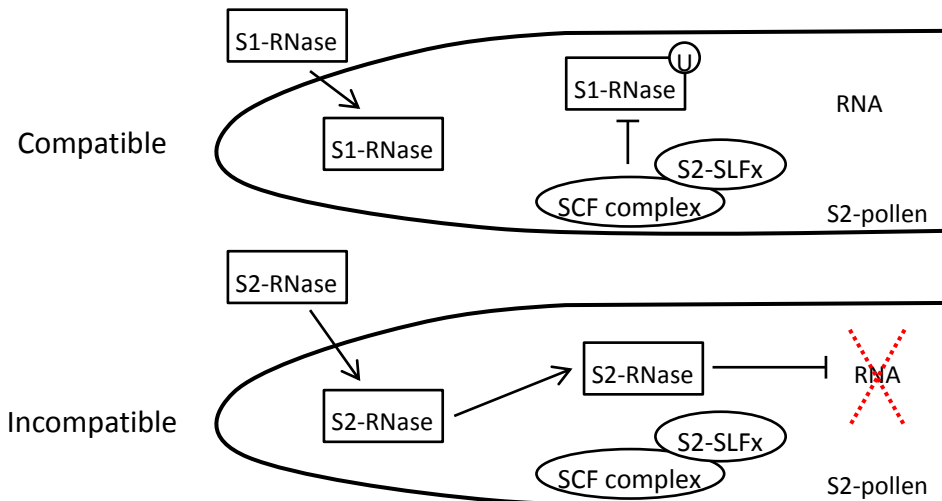 S1-RNase
U
S1-RNase
RNA
Compatible
S1-RNase
S2-SLFx
SCF complex
S2-pollen
S2-RNase
S2-RNase
RNA
S2-RNase
Incompatible
S2-SLFx
SCF complex
S2-pollen